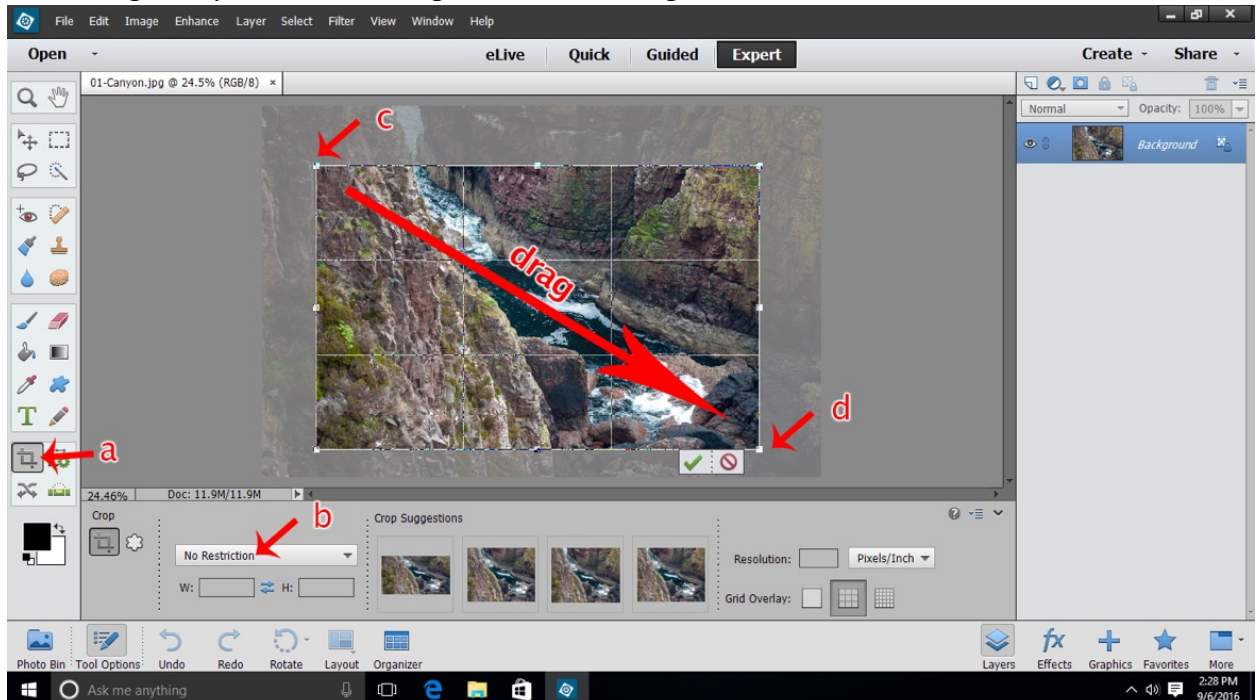 File Edit Image Enhance Layer Select Filter View Window Help
Open eLive Quick Guided Expert Create Share
01-Canyon.jpg @ 24.5% (RGB/8) ×
Normal Opacity: 100%
Background
c
drag
d
a
24.46% Doc: 11.9M/11.9M
b
Crop
Crop Suggestions
No Restriction
Resolution: Pixels/Inch
W: H:
Grid Overlay:
Photo Bin Tool Options Undo Redo Rotate Layout Organizer Layers Effects Graphics Favorites More
Ask me anything
2:28 PM
9/6/2016